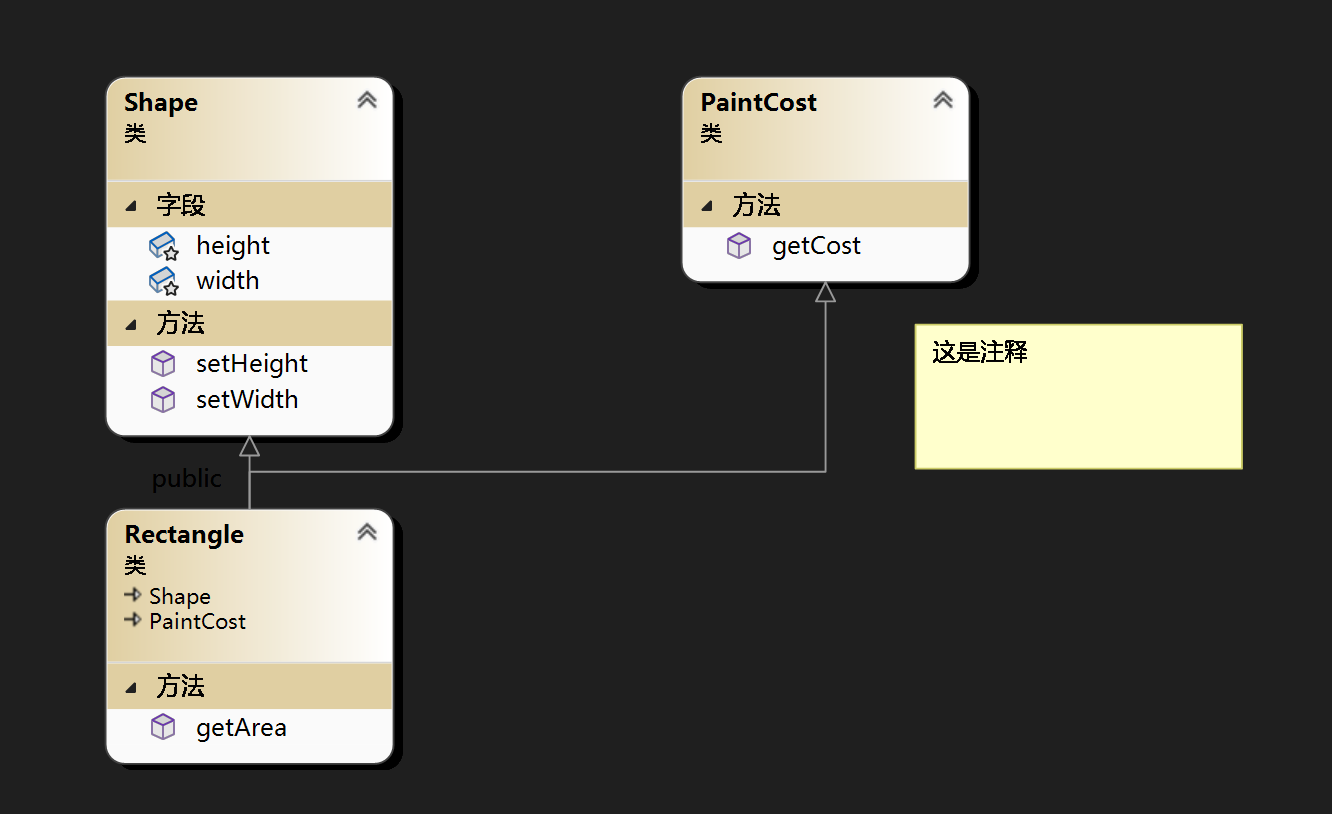 Shape
类
字段
height
width
方法
setHeight
setWidth
PaintCost
类
方法
getCost
这是注释
public
Rectangle
类
Shape
PaintCost
方法
getArea